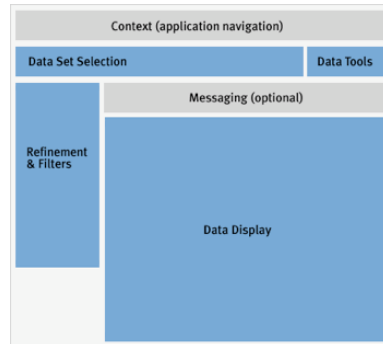 Context (application navigation)
Data Set Selection
Data Tools
Messaging (optional)
Refinement
& Filters
Data Display